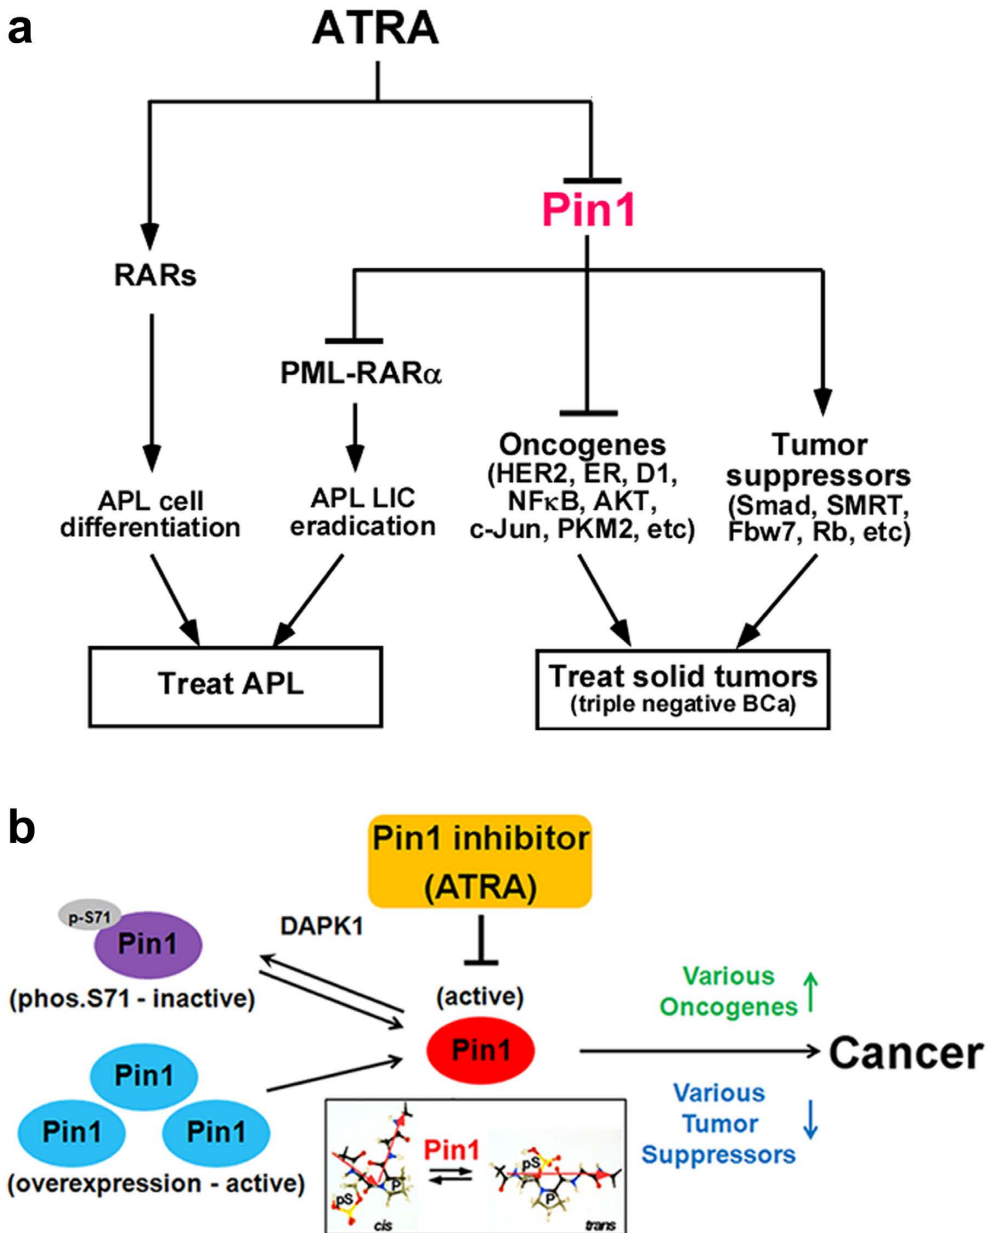 a
ATRA
Pin1
RARs
PML-RARα
APL cell
differentiation
APL LIC
eradication
Oncogenes
(HER2, ER, D1,
NFκB, AKT,
c-Jun, PKM2, etc)
Tumor
suppressors
(Smad, SMRT,
Fbw7, Rb, etc)
Treat APL
Treat solid tumors
(triple negative BCa)
b
Pin1 inhibitor
(ATRA)
p-S71
Pin1
(phos.S71 - inactive)
DAPK1
(active)
Pin1
Various
Oncogenes
Cancer
Various
Tumor
Suppressors
Pin1
Pin1
Pin1
(overexpression - active)
Pin1
pS
P
cis
pS
P
trans